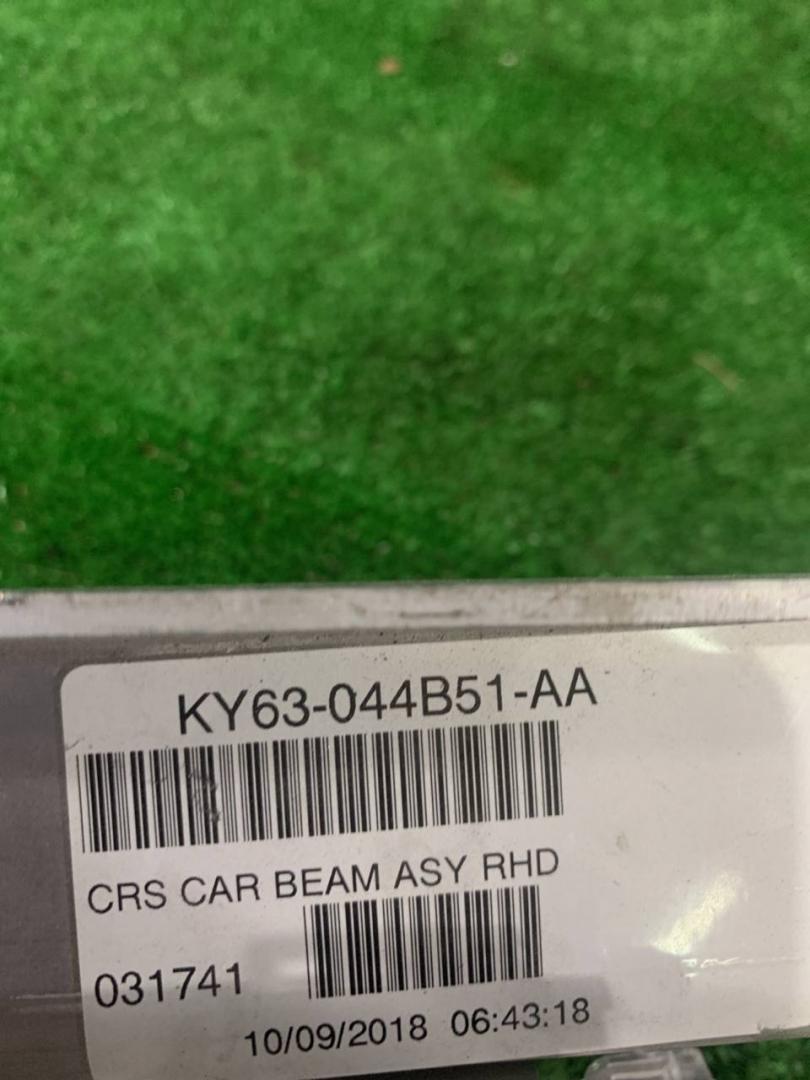 KY63-044B51-AA
CRS CAR BEAM ASY RHD
031741
10/09/2018 06:43:18